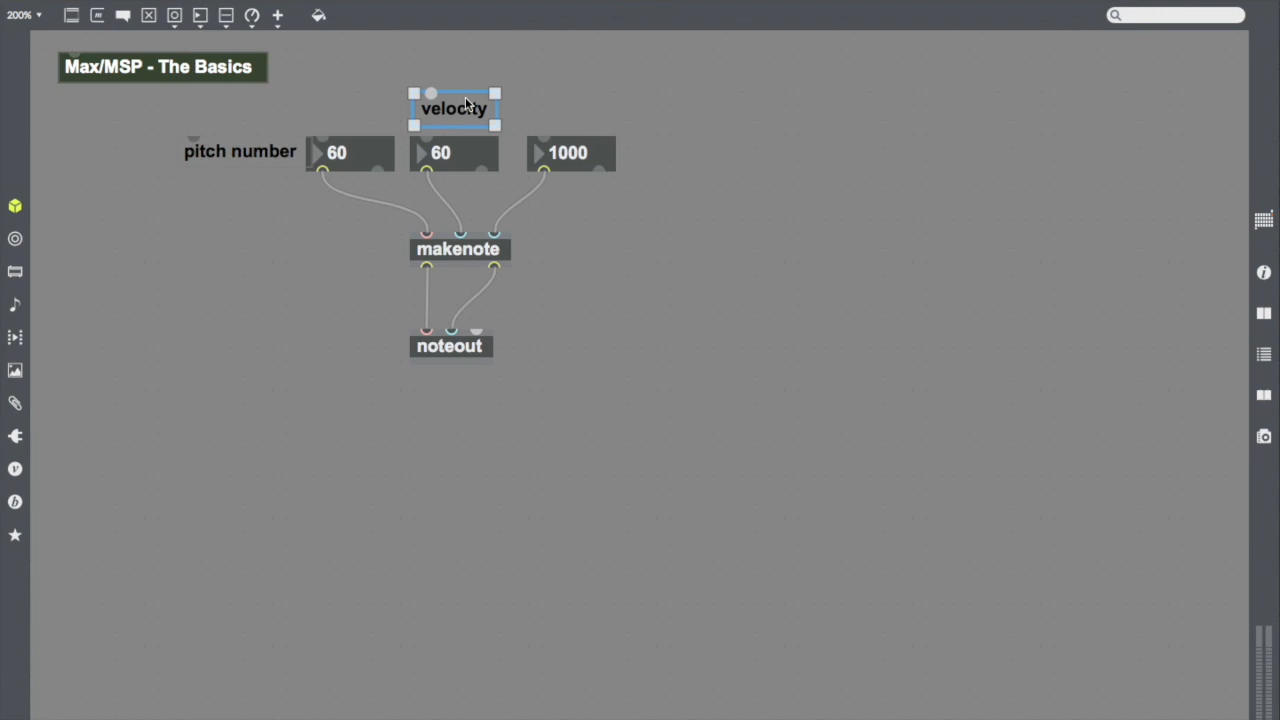 200%
Max/MSP - The Basics
velocity
pitch number
60
60
1000
makenote
noteout